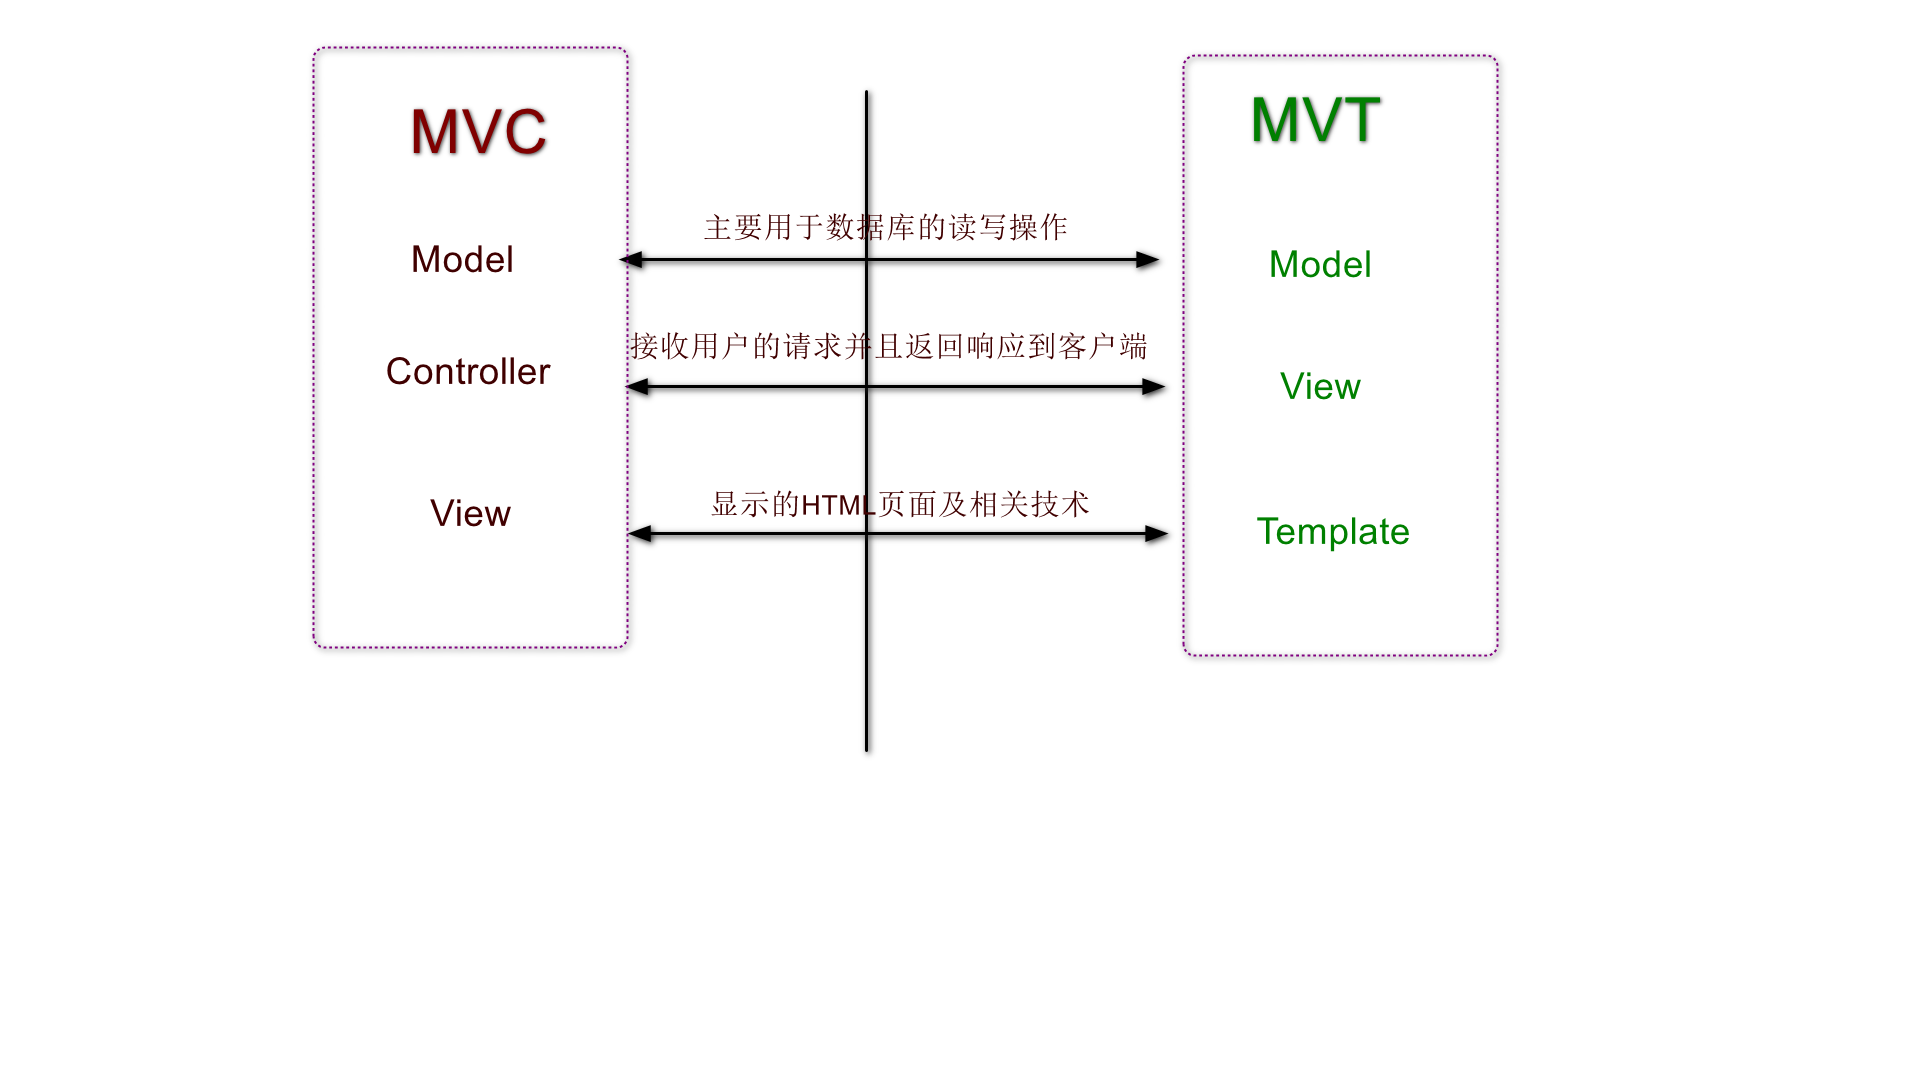 MVC
MVT
主要用于数据库的读写操作
Model
Model
接收用户的请求并且返回响应到客户端
Controller
View
显示的HTML页面及相关技术
View
Template